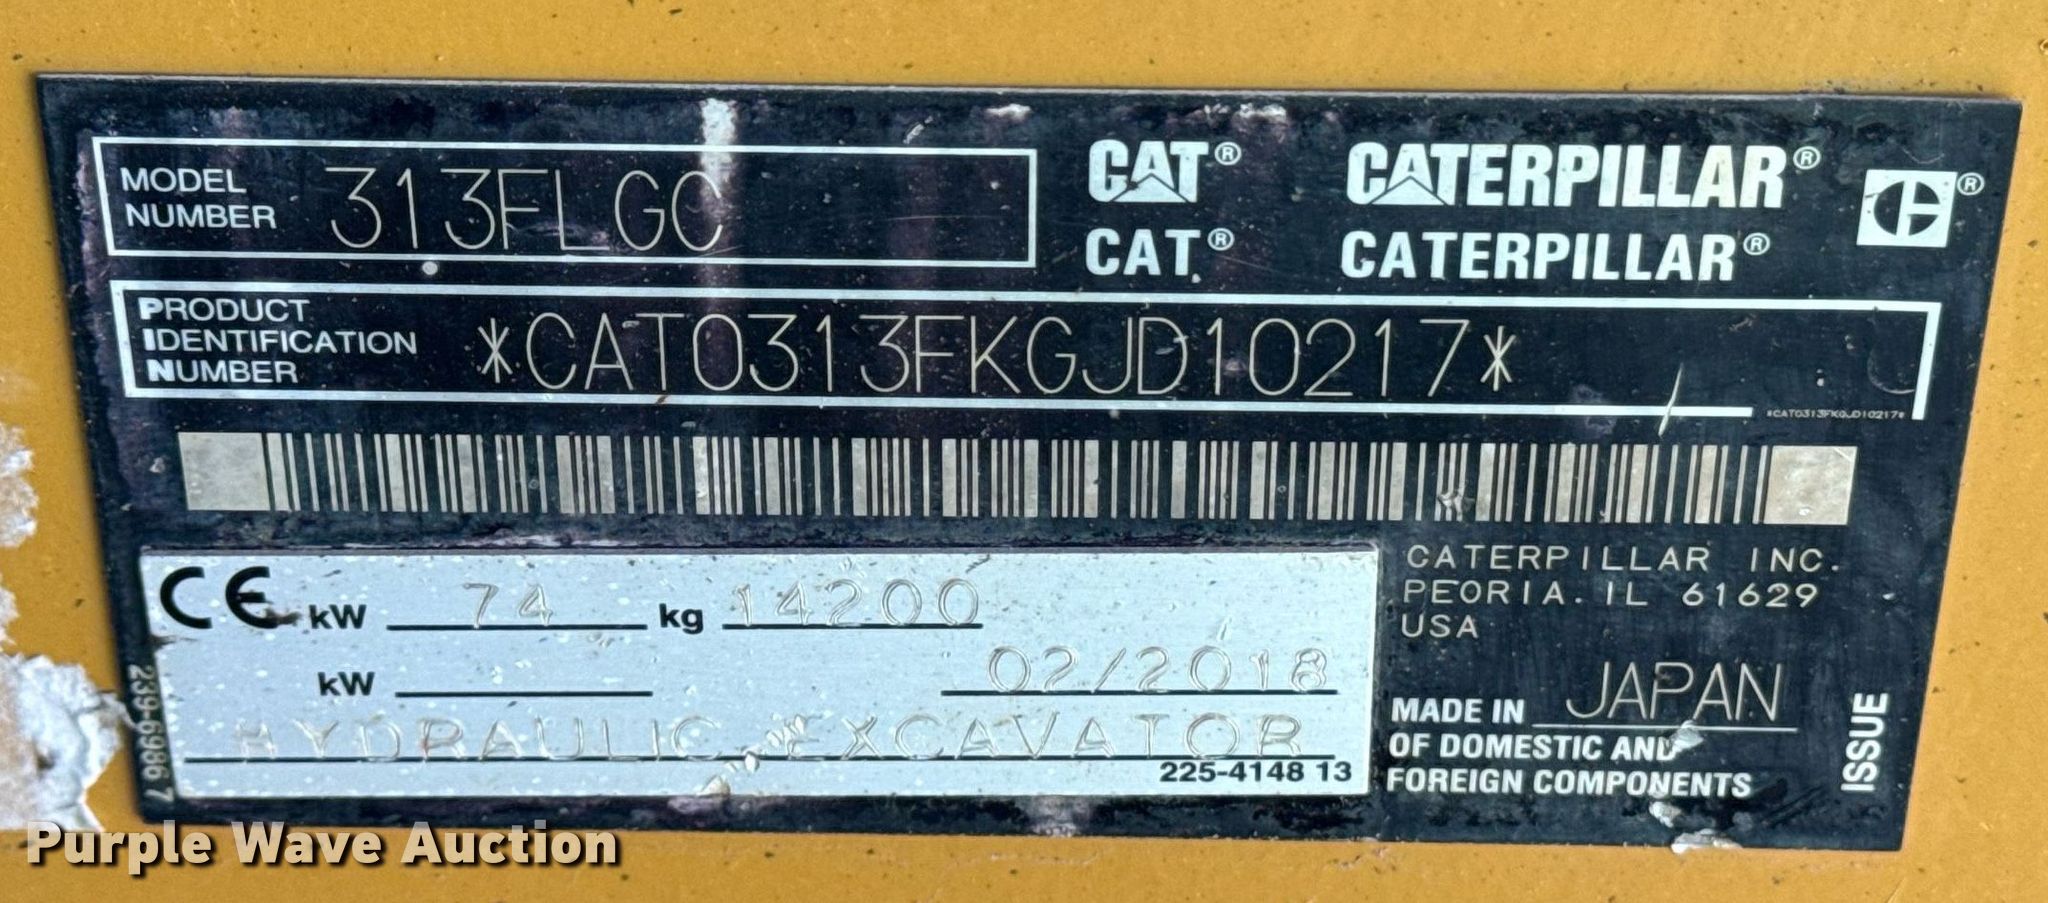 MODEL NUMBER 313FLGC
CAT® CATERPILLAR®
CAT® CATERPILLAR®
PRODUCT IDENTIFICATION NUMBER *CAT0313FKGJD10217*
*CAT0313FKGJD10217*
CE kW 74 kg 14200
kW 02/2018
HYDRAULIC EXCAVATOR
225-4148 13
239-6986 7
CATERPILLAR INC.
PEORIA. IL 61629
USA
MADE IN JAPAN
OF DOMESTIC AND
FOREIGN COMPONENTS
ISSUE
Purple Wave Auction